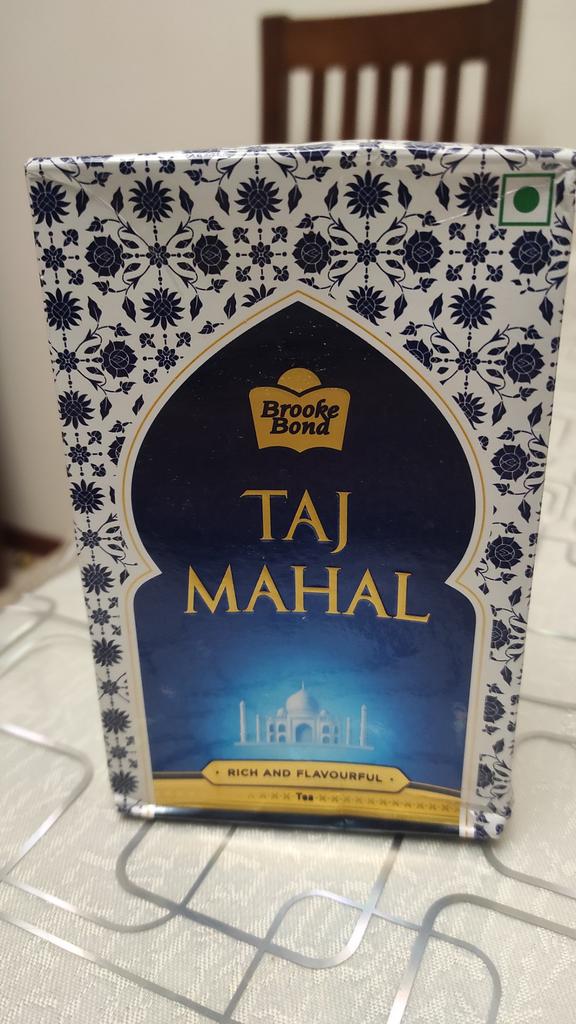 Brooke
Bond
TAJ
MAHAL
RICH AND FLAVOURFUL
Tea